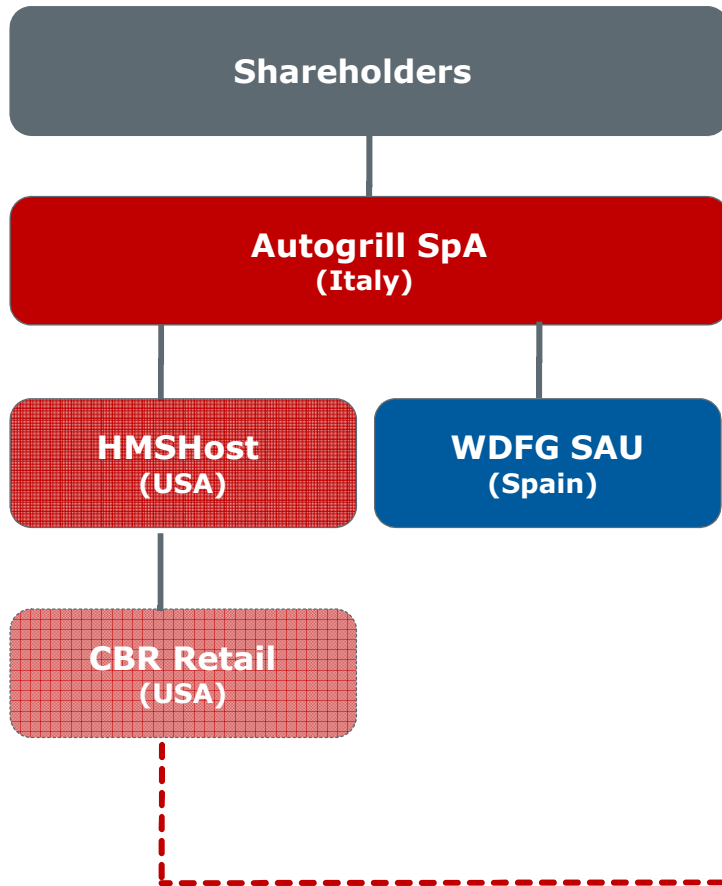 Shareholders
Autogrill SpA
(Italy)
HMSHost
(USA)
WDFG SAU
(Spain)
CBR Retail
(USA)